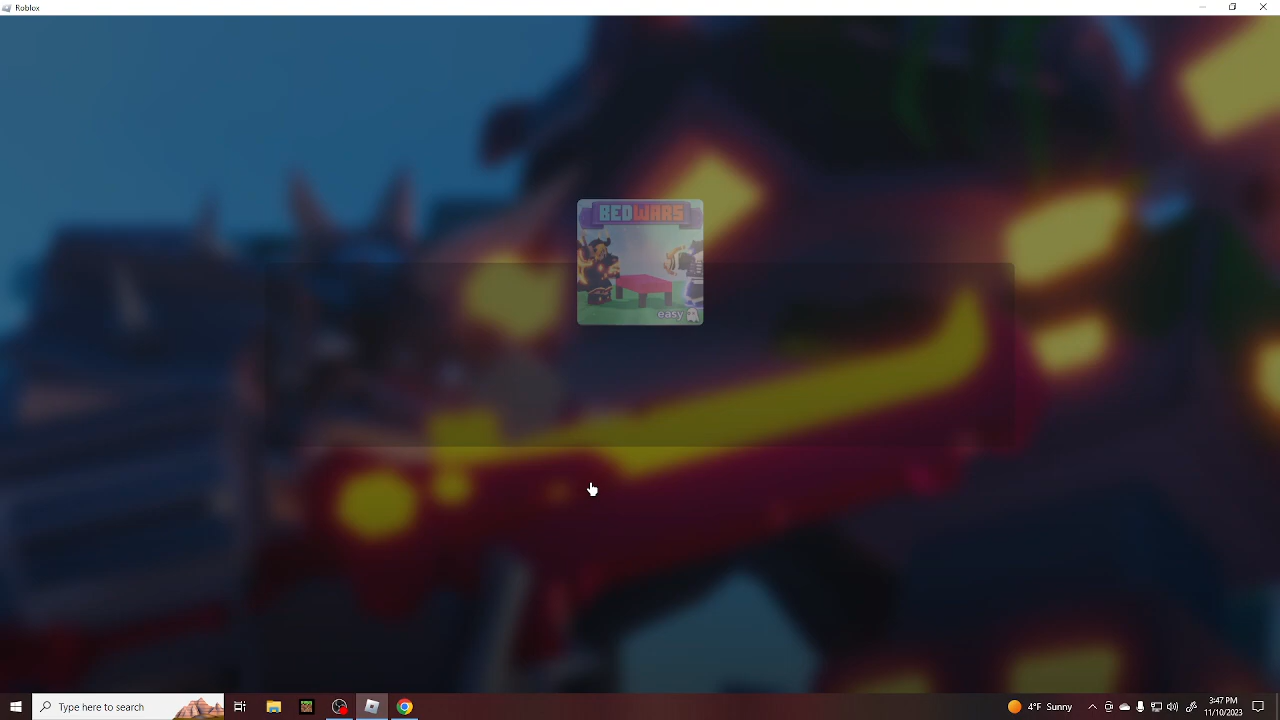 Roblox
BEDWARS
easy
Type here to search
4°F Sunny
3:47 PM
11/10/2023